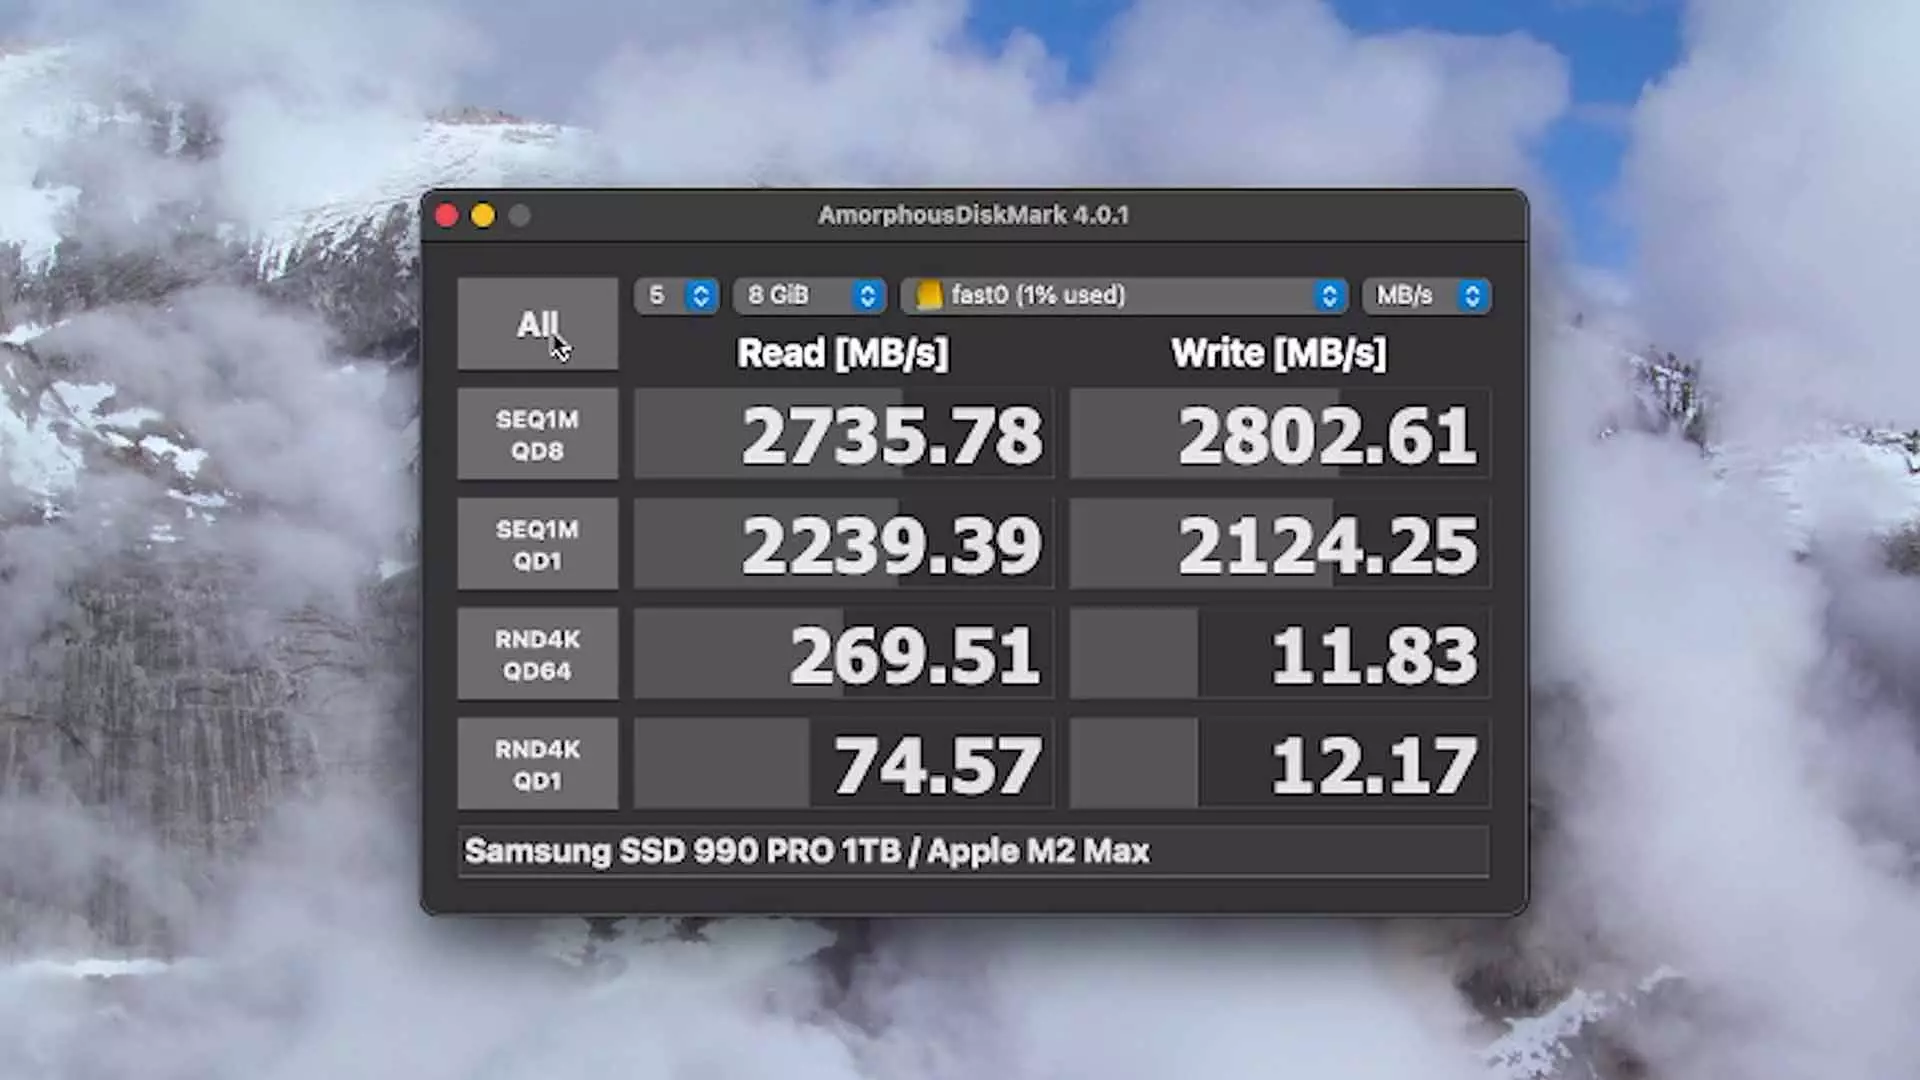 AmorphousDiskMark 4.0.1
All
5
8 GiB
fast0 (1% used)
MB/s
Read [MB/s]
Write [MB/s]
SEQ1M
QD8
2735.78
2802.61
SEQ1M
QD1
2239.39
2124.25
RND4K
QD64
269.51
11.83
RND4K
QD1
74.57
12.17
Samsung SSD 990 PRO 1TB / Apple M2 Max